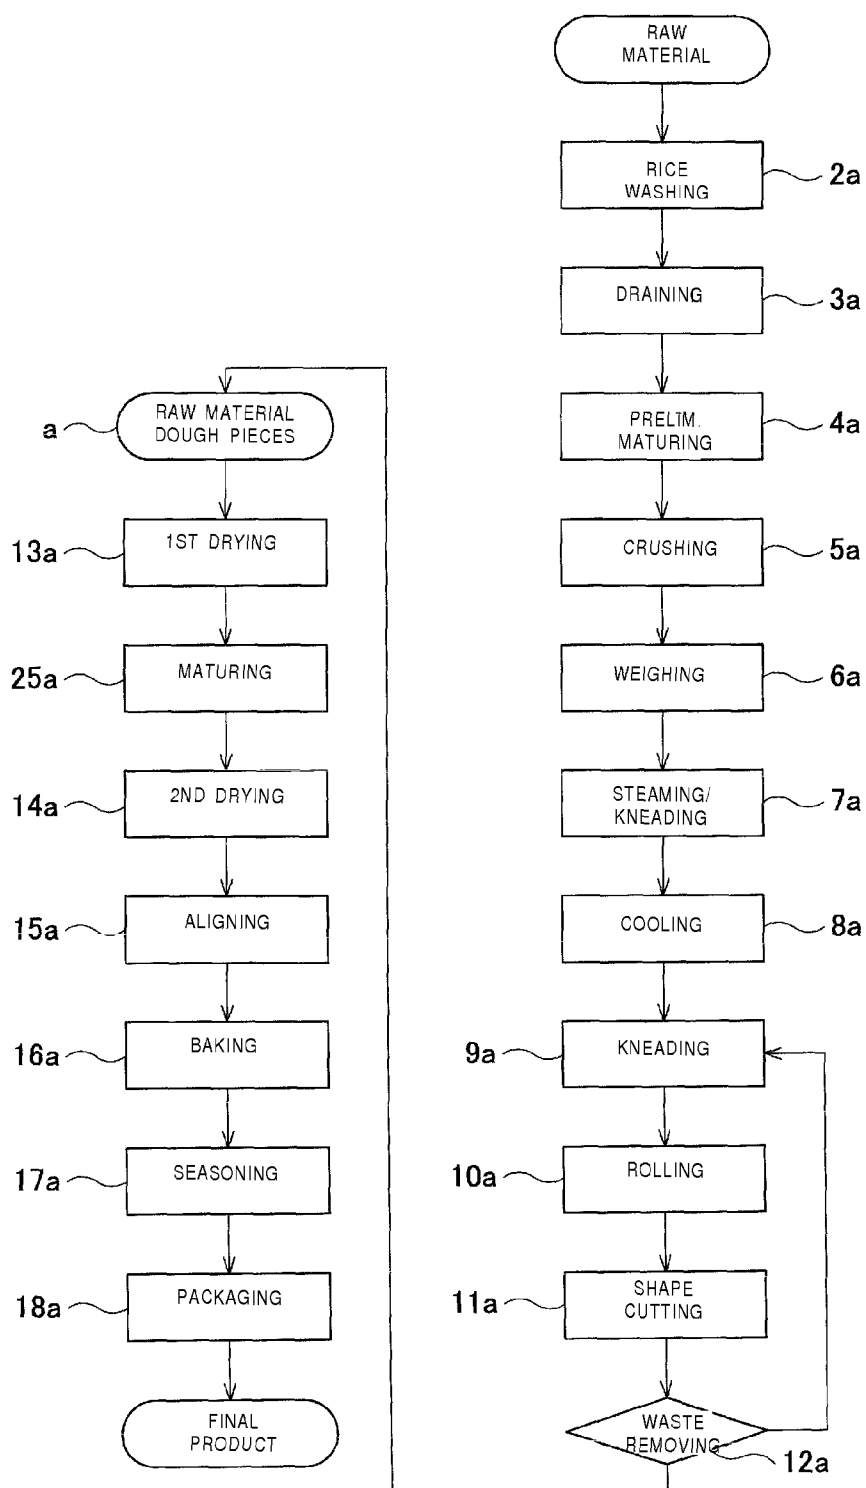 RAW
MATERIAL
RICE
WASHING
2a
DRAINING
3a
PRELIM.
MATURING
4a
CRUSHING
5a
WEIGHING
6a
STEAMING/
KNEADING
7a
COOLING
8a
KNEADING
9a
ROLLING
10a
SHAPE
CUTTING
11a
WASTE
REMOVING
12a
RAW MATERIAL
DOUGH PIECES
a
1ST DRYING
13a
MATURING
25a
2ND DRYING
14a
ALIGNING
15a
BAKING
16a
SEASONING
17a
PACKAGING
18a
FINAL
PRODUCT